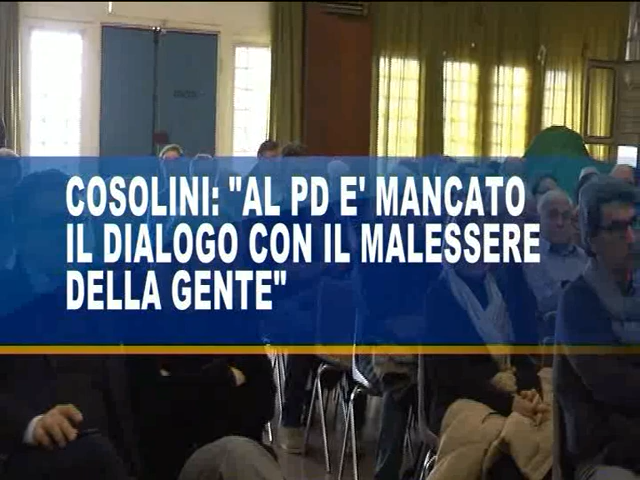 COSOLINI: "AL PD E' MANCATO
IL DIALOGO CON IL MALESSERE
DELLA GENTE"